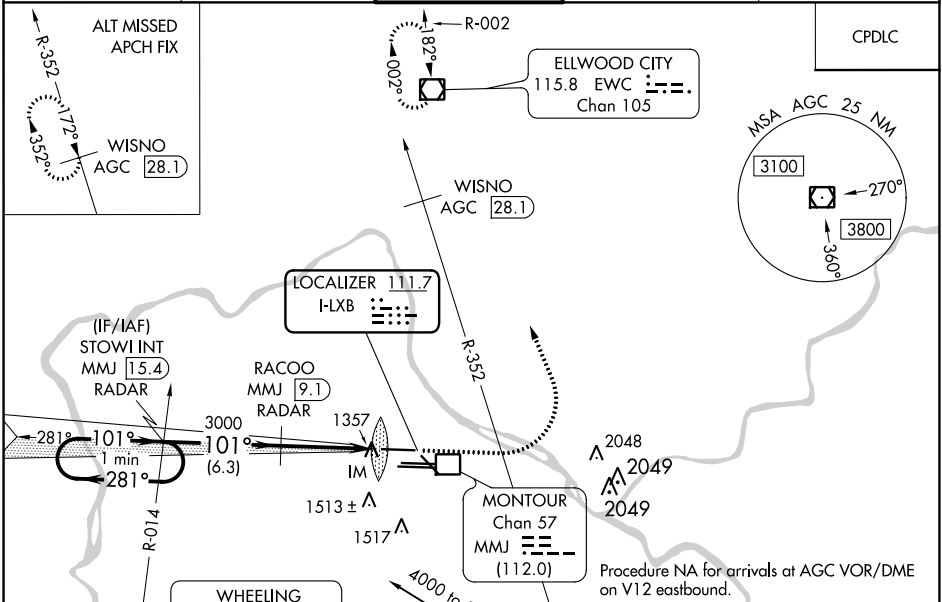 ALT MISSED
APCH FIX
R-352
172°
352°
WISNO
AGC 28.1
R-002
182°
002°
ELLWOOD CITY
115.8 EWC
Chan 105
CPDLC
MSA AGC 25 NM
3100
270°
3800
360°
WISNO
AGC 28.1
LOCALIZER 111.7
I-LXB
R-352
(IF/IAF)
STOWI INT
MMJ 15.4
RADAR
RACOO
MMJ 9.1
RADAR
3000
1357
281°
101°
101°
1 min
(6.3)
281°
IM
R-014
1513 ±
1517
2048
2049
2049
MONTOUR
Chan 57
MMJ
(112.0)
Procedure NA for arrivals at AGC VOR/DME
on V12 eastbound.
WHEELING
4000 to